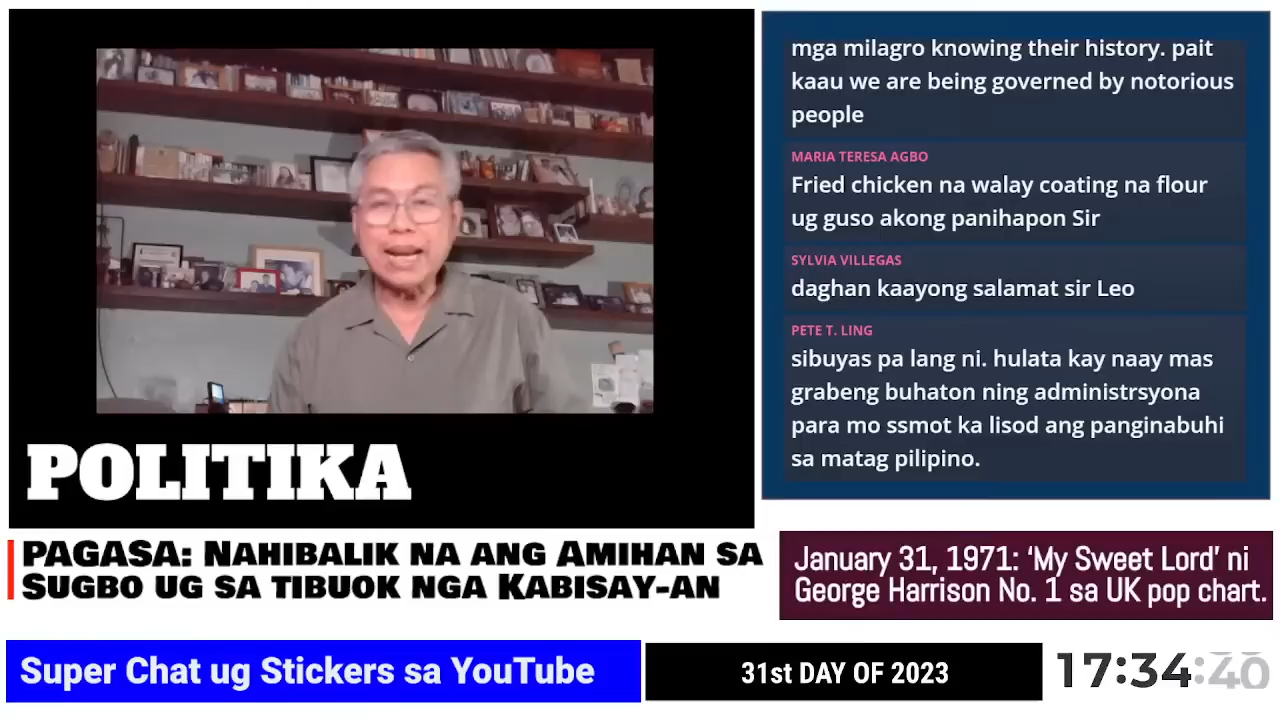 POLITIKA
PAGASA: NAHIBALIK NA ANG AMIHAN SA
SUGBO UG SA TIBUOK NGA KABISAY-AN
Super Chat ug Stickers sa YouTube
mga milagro knowing their history. pait
kaau we are being governed by notorious
people
MARIA TERESA AGBO
Fried chicken na walay coating na flour
ug guso akong panihapon Sir
SYLVIA VILLEGAS
daghan kaayong salamat sir Leo
PETE T. LING
sibuyas pa lang ni. hulata kay naay mas
grabeng buhaton ning administrsyona
para mo ssmot ka lisod ang panginabuhi
sa matag pilipino.
January 31, 1971: ‘My Sweet Lord’ ni
George Harrison No. 1 sa UK pop chart.
31st DAY OF 2023
17:34:40